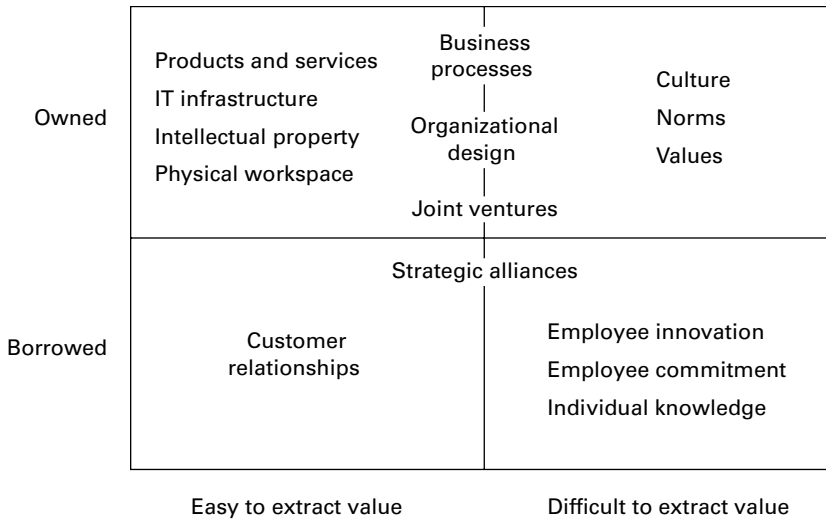 Owned
Products and services
IT infrastructure
Intellectual property
Physical workspace
Business
processes
Organizational
design
Joint ventures
Culture
Norms
Values
Borrowed
Strategic alliances
Customer
relationships
Employee innovation
Employee commitment
Individual knowledge
Easy to extract value
Difficult to extract value